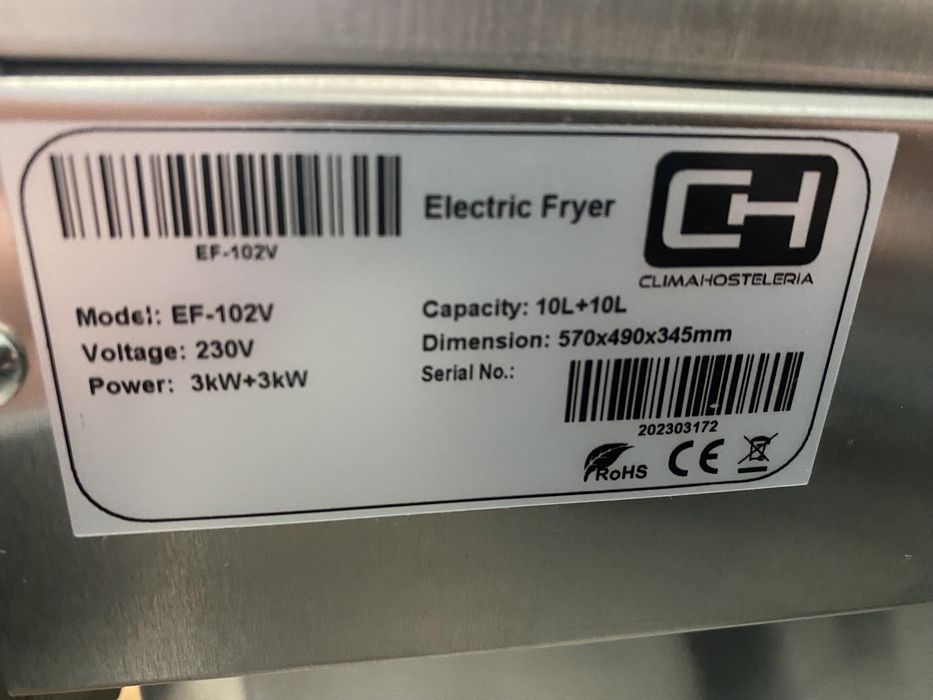 EF-102V
Electric Fryer
CH
CLIMAHOSTELERIA
Model: EF-102V
Voltage: 230V
Power: 3kW+3kW
Capacity: 10L+10L
Dimension: 570x490x345mm
Serial No.:
202303172
RoHS CE